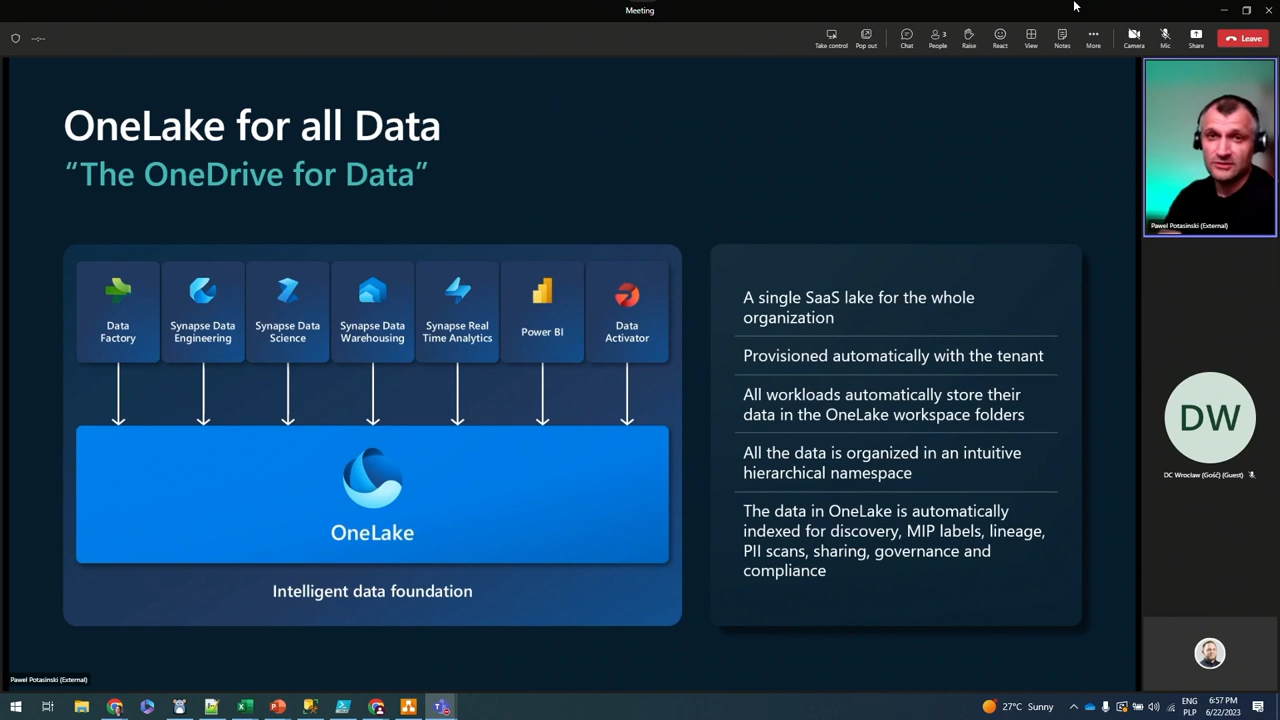 Meeting
--:--
Take control
Pop out
Chat
3
People
Raise
React
View
Notes
More
Camera
Mic
Share
Leave
OneLake for all Data
“The OneDrive for Data”
Data
Factory
Synapse Data
Engineering
Synapse Data
Science
Synapse Data
Warehousing
Synapse Real
Time Analytics
Power BI
Data
Activator
OneLake
Intelligent data foundation
A single SaaS lake for the whole
organization
Provisioned automatically with the tenant
All workloads automatically store their
data in the OneLake workspace folders
All the data is organized in an intuitive
hierarchical namespace
The data in OneLake is automatically
indexed for discovery, MIP labels, lineage,
PII scans, sharing, governance and
compliance
Pawel Potasinski (External)
DW
DC Wrocław (Gość) (Guest)
Pawel Potasinski (External)
27°C Sunny
ENG
PLP
6:57 PM
6/22/2023